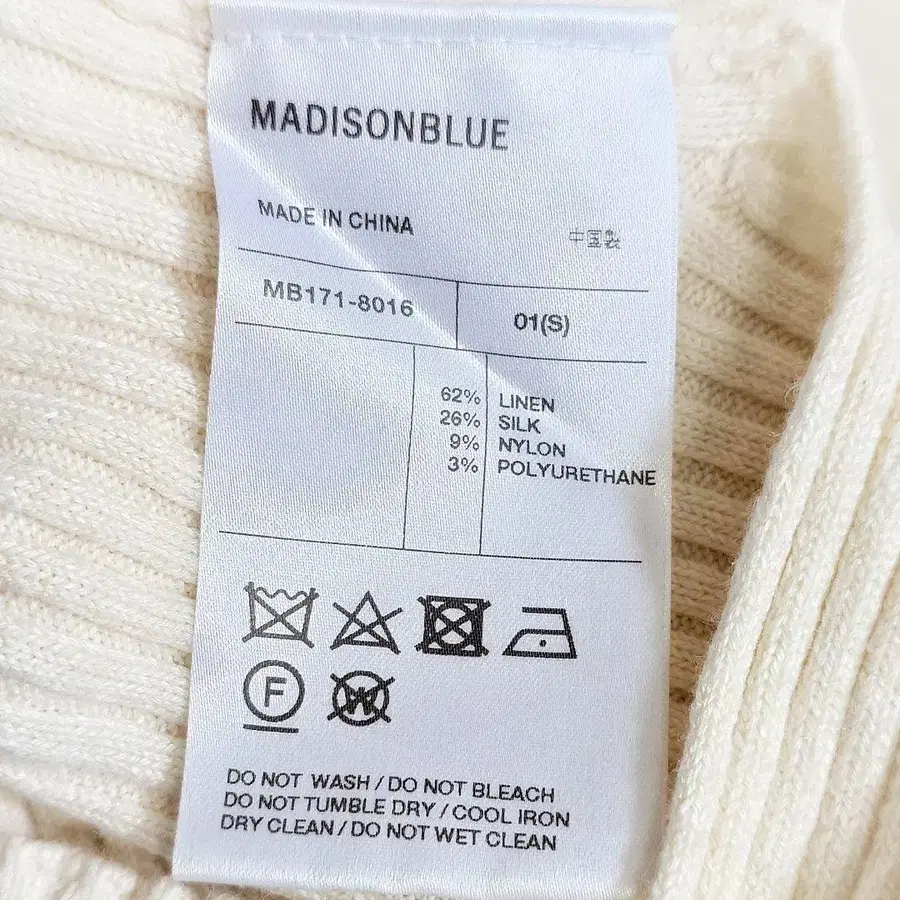 MADISONBLUE
MADE IN CHINA 中国製
MB171-8016 01(S)
62% LINEN
26% SILK
9% NYLON
3% POLYURETHANE
F
W
DO NOT WASH / DO NOT BLEACH
DO NOT TUMBLE DRY / COOL IRON
DRY CLEAN / DO NOT WET CLEAN